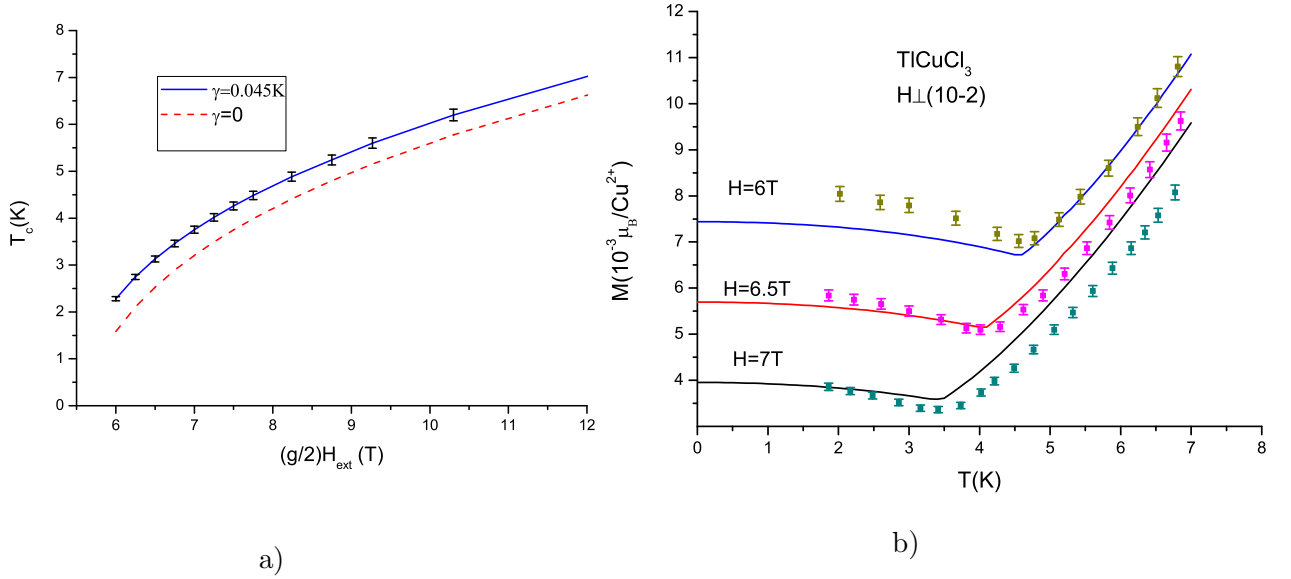 8
7
6
5
4
3
2
1
0
T_c(K)
γ=0.045K
γ=0
6 7 8 9 10 11 12
(g/2)H_ext (T)
a)
12
11
10
9
8
7
6
5
4
M(10^-3 μ_B/Cu^2+)
TlCuCl_3
H⊥(10-2)
H=6T
H=6.5T
H=7T
0 1 2 3 4 5 6 7 8
T(K)
b)